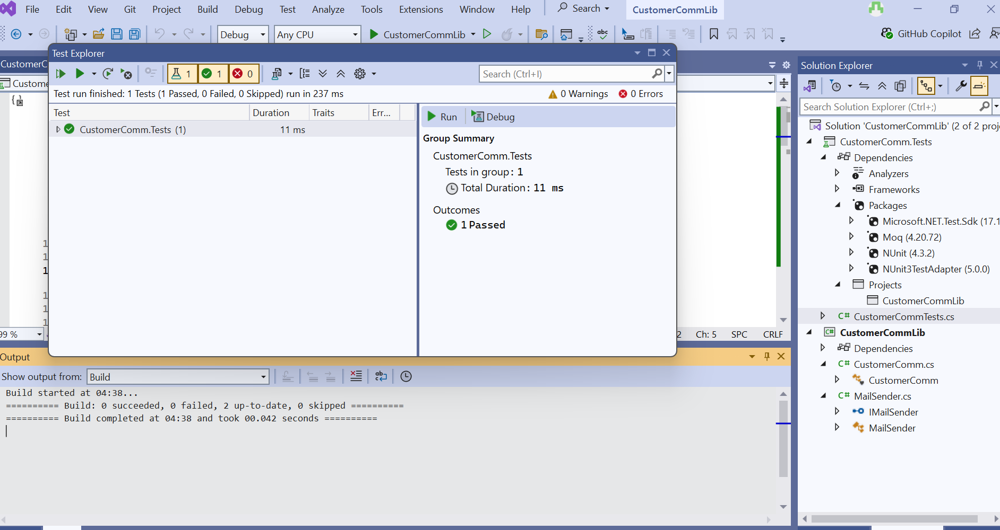 File Edit View Git Project Build Debug Test Analyze Tools Extensions Window Help Search CustomerCommLib
Debug Any CPU CustomerCommLib abc GitHub Copilot
CustomerC
Custome
Test Explorer
1 1 0 Search (Ctrl+I)
Test run finished: 1 Tests (1 Passed, 0 Failed, 0 Skipped) run in 237 ms 0 Warnings 0 Errors
Test Duration Traits Err...
CustomerComm.Tests (1) 11 ms
Run Debug
Group Summary
CustomerComm.Tests
Tests in group: 1
Total Duration: 11 ms
Outcomes
1 Passed
1
1
1
1
1
1
99 %
2 Ch: 5 SPC CRLF
Output
Show output from: Build
Build started at 04:38...
========== Build: 0 succeeded, 0 failed, 2 up-to-date, 0 skipped ==========
========== Build completed at 04:38 and took 00.042 seconds ==========
Solution Explorer
Search Solution Explorer (Ctrl+;)
Solution 'CustomerCommLib' (2 of 2 proj
CustomerComm.Tests
Dependencies
Analyzers
Frameworks
Packages
Microsoft.NET.Test.Sdk (17.1
Moq (4.20.72)
NUnit (4.3.2)
NUnit3TestAdapter (5.0.0)
Projects
CustomerCommLib
C# CustomerCommTests.cs
C# CustomerCommLib
Dependencies
C# CustomerComm.cs
CustomerComm
C# MailSender.cs
IMailSender
MailSender